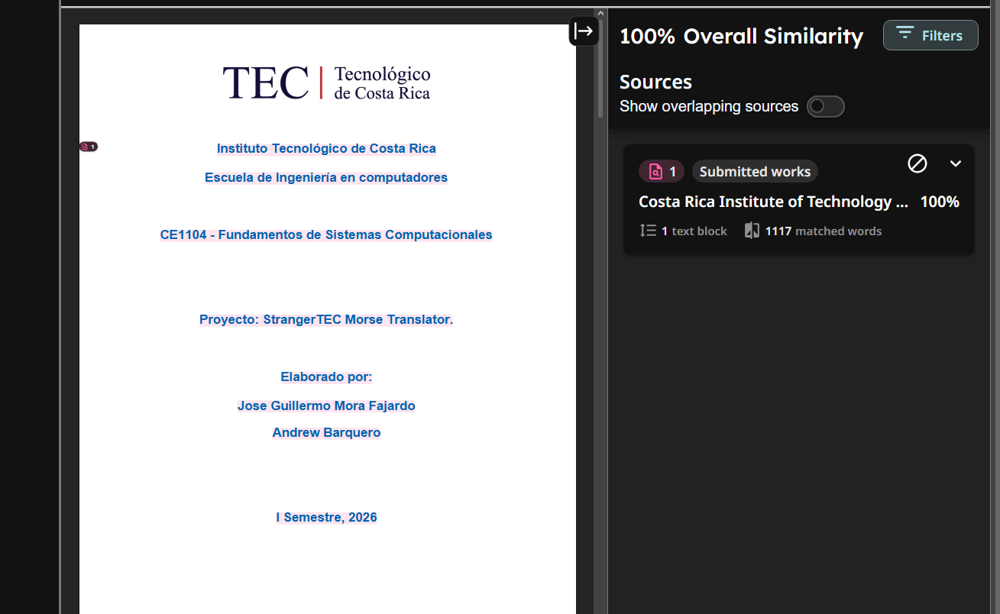 TEC | Tecnológico
de Costa Rica
1
Instituto Tecnológico de Costa Rica
Escuela de Ingeniería en computadores
CE1104 - Fundamentos de Sistemas Computacionales
Proyecto: StrangerTEC Morse Translator.
Elaborado por:
Jose Guillermo Mora Fajardo
Andrew Barquero
I Semestre, 2026
100% Overall Similarity
Filters
Sources
Show overlapping sources
1 Submitted works
Costa Rica Institute of Technology ... 100%
1 text block 1117 matched words